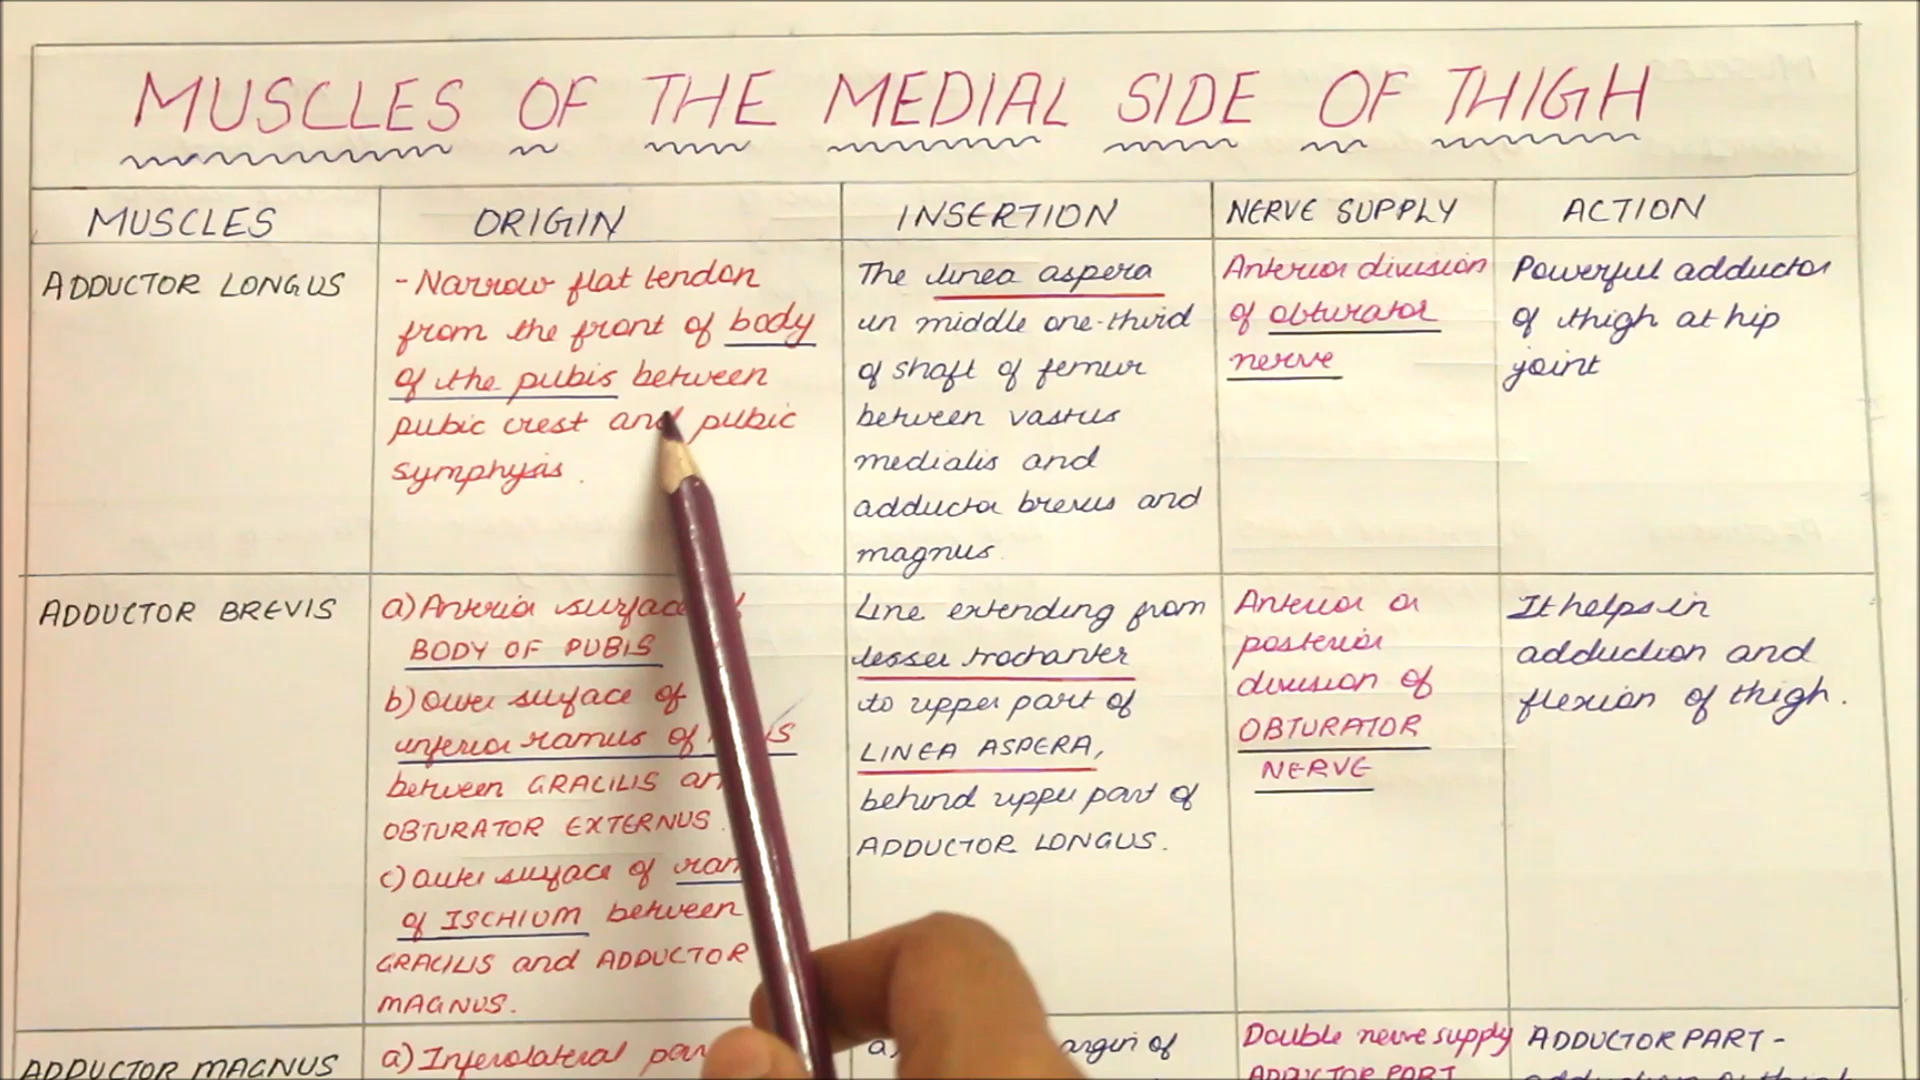 MUSCLES OF THE MEDIAL SIDE OF THIGH
MUSCLES
ORIGIN
INSERTION
NERVE SUPPLY
ACTION
ADDUCTOR LONGUS
- Narrow flat tendon
from the front of body
of the pubis between
pubic crest and pubic
symphysis.
The linea aspera
in middle one-third
of shaft of femur
between vastus
medialis and
adductor brevis and
magnus.
Anterior division
of obturator
nerve
Powerful adductor
of thigh at hip
joint
ADDUCTOR BREVIS
a) Anterior surface
BODY OF PUBIS
b) Outer surface of
inferior ramus of
between GRACILIS
OBTURATOR EXTERNUS.
c) Outer surface of
of ISCHIUM between
GRACILIS and ADDUCTOR
MAGNUS.
Line extending from
lesser trochanter
to upper part of
LINEA ASPERA,
behind upper part of
ADDUCTOR LONGUS.
Anterior or
posterior
division of
OBTURATOR
NERVE
It helps in
adduction and
flexion of thigh.
ADDUCTOR MAGNUS
a) Inferolateral
a)
of
Double nerve supply
ADDUCTOR PART
ADDUCTOR PART -